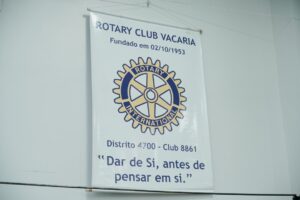 ROTARY CLUB VACARIA
Fundado em 02/10/1953
ROTARY
INTERNATIONAL
Distrito 4700 - Club 8861
“Dar de Si, antes de
pensar em si.”